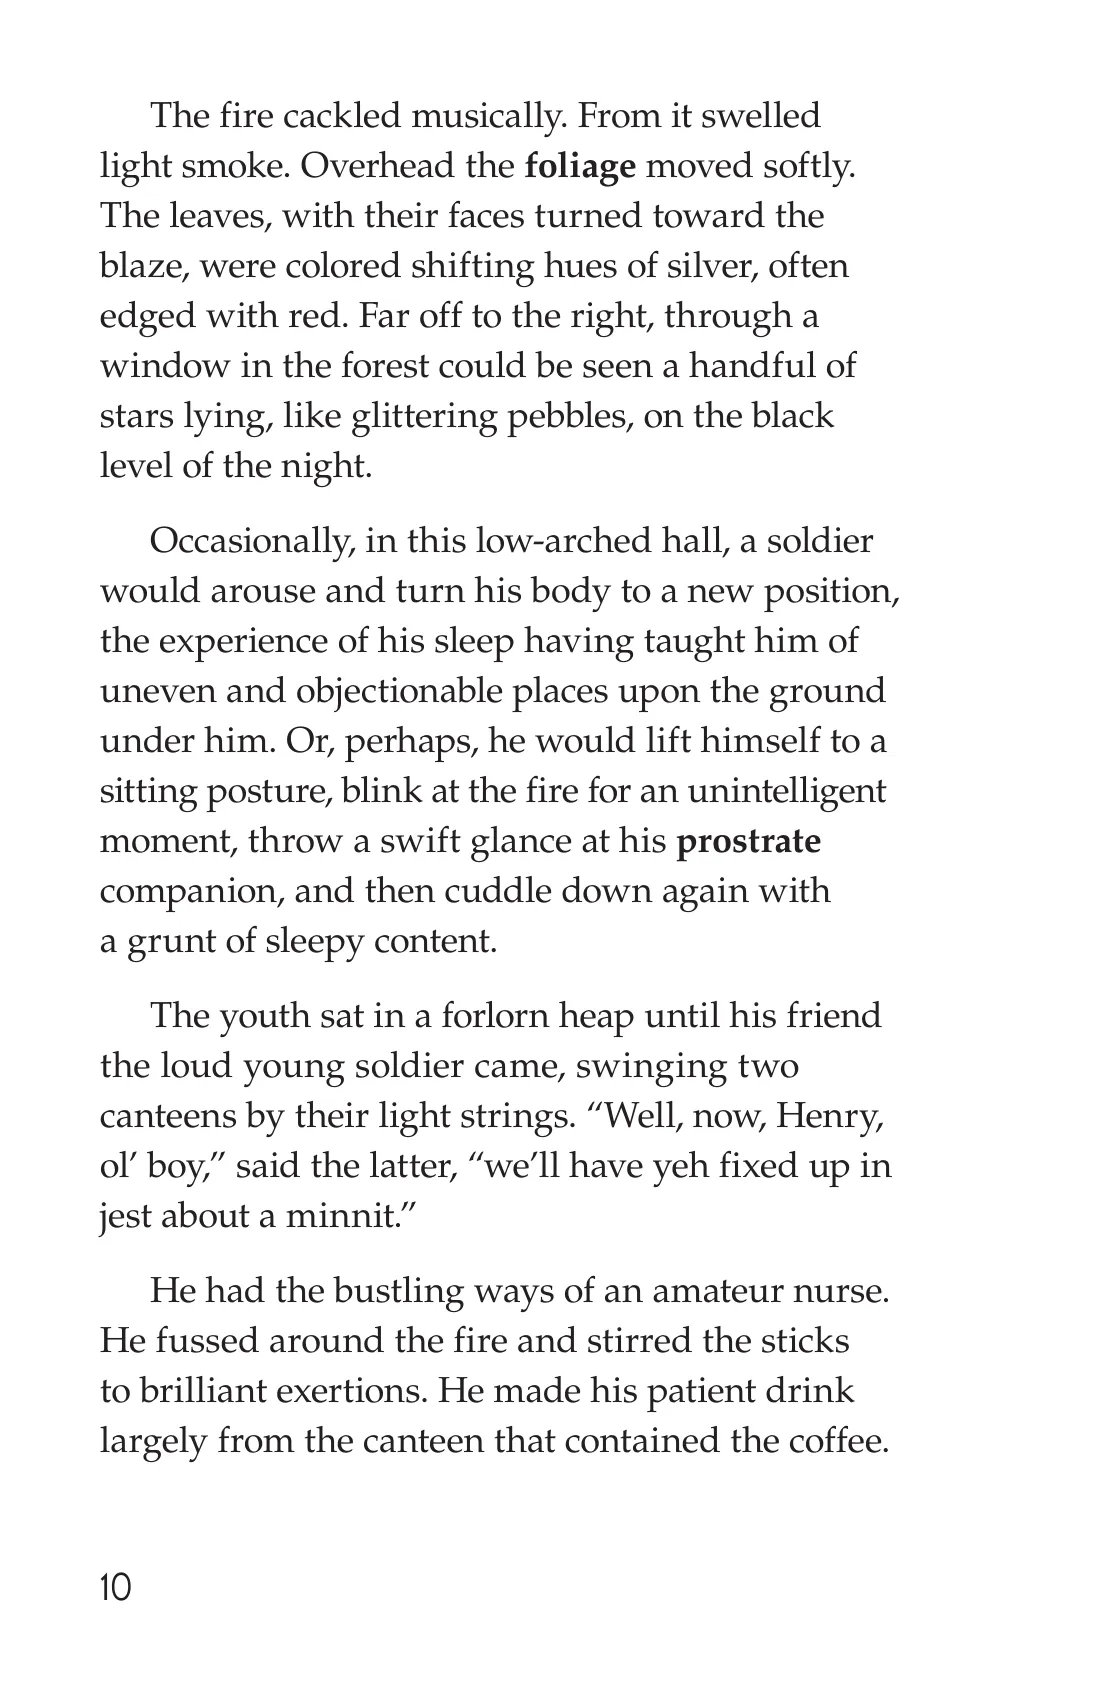 The fire cackled musically. From it swelled
light smoke. Overhead the foliage moved softly.
The leaves, with their faces turned toward the
blaze, were colored shifting hues of silver, often
edged with red. Far off to the right, through a
window in the forest could be seen a handful of
stars lying, like glittering pebbles, on the black
level of the night.
Occasionally, in this low-arched hall, a soldier
would arouse and turn his body to a new position,
the experience of his sleep having taught him of
uneven and objectionable places upon the ground
under him. Or, perhaps, he would lift himself to a
sitting posture, blink at the fire for an unintelligent
moment, throw a swift glance at his prostrate
companion, and then cuddle down again with
a grunt of sleepy content.
The youth sat in a forlorn heap until his friend
the loud young soldier came, swinging two
canteens by their light strings. “Well, now, Henry,
ol’ boy,” said the latter, “we’ll have yeh fixed up in
jest about a minnit.”
He had the bustling ways of an amateur nurse.
He fussed around the fire and stirred the sticks
to brilliant exertions. He made his patient drink
largely from the canteen that contained the coffee.
10